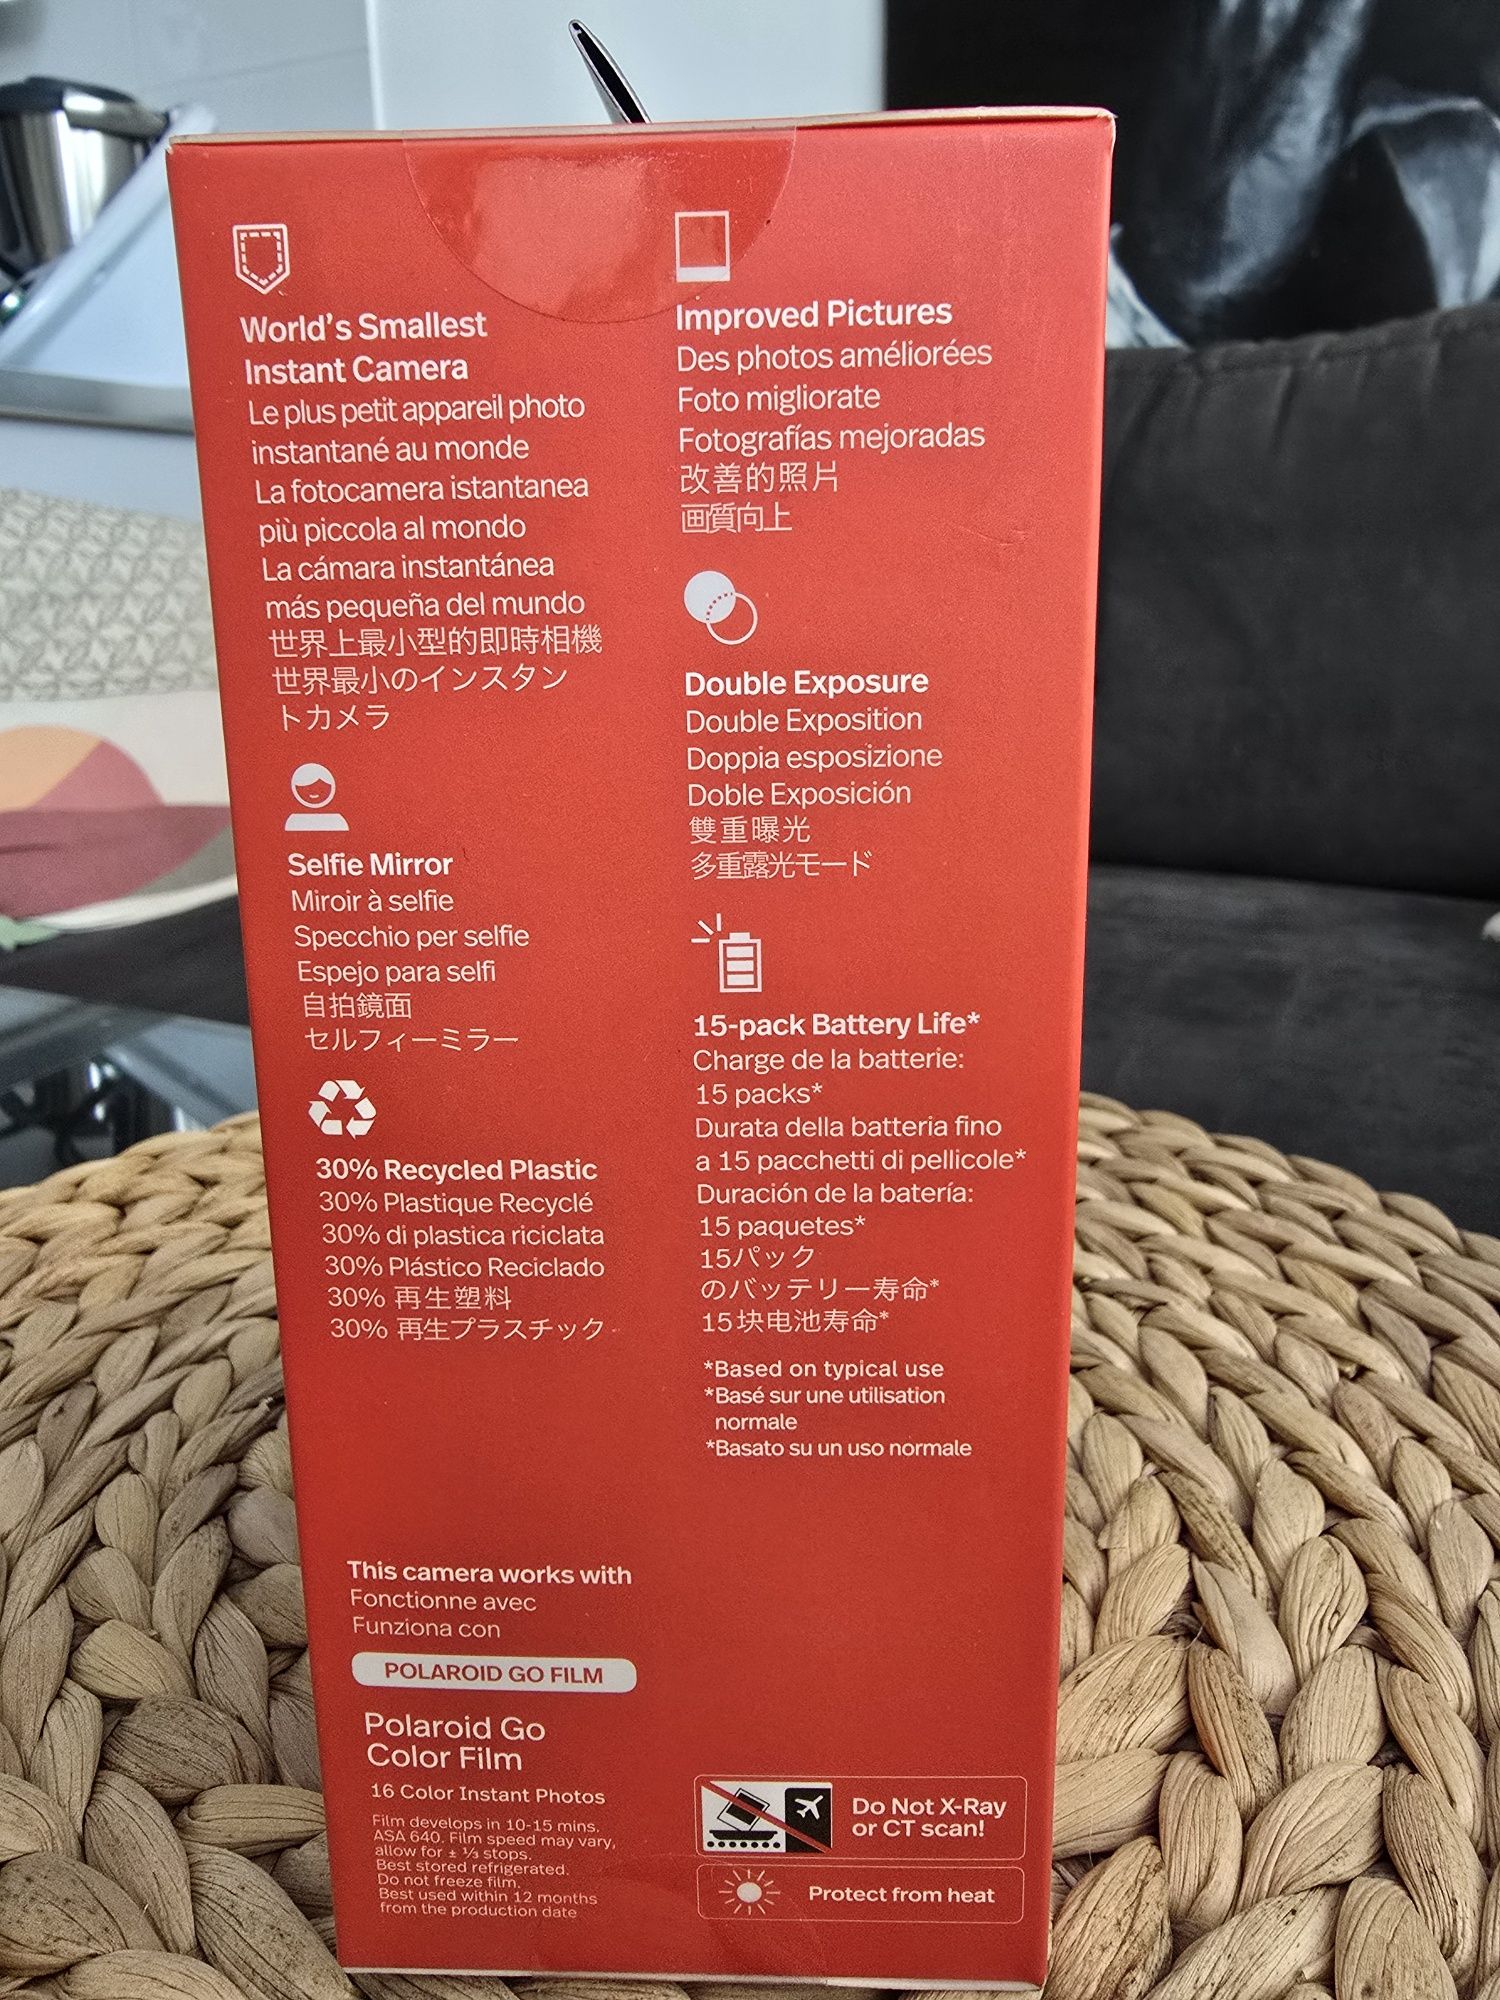 World's Smallest
Instant Camera
Le plus petit appareil photo
instantané au monde
La fotocamera istantanea
più piccola al mondo
La cámara instantánea
más pequeña del mundo
世界上最小型的即時相機
世界最小のインスタン
トカメラ
Selfie Mirror
Miroir à selfie
Specchio per selfie
Espejo para selfi
自拍鏡面
セルフィーミラー
30% Recycled Plastic
30% Plastique Recyclé
30% di plastica riciclata
30% Plástico Reciclado
30% 再生塑料
30% 再生プラスチック
Improved Pictures
Des photos améliorées
Foto migliorate
Fotografías mejoradas
改善的照片
画質向上
Double Exposure
Double Exposition
Doppia esposizione
Doble Exposición
雙重曝光
多重露光モード
15-pack Battery Life*
Charge de la batterie:
15 packs*
Durata della batteria fino
a 15 pacchetti di pellicole*
Duración de la batería:
15 paquetes*
15パック
のバッテリー寿命*
15块电池寿命*
*Based on typical use
*Basé sur une utilisation
normale
*Basato su un uso normale
This camera works with
Fonctionne avec
Funziona con
POLAROID GO FILM
Polaroid Go
Color Film
16 Color Instant Photos
Film develops in 10-15 mins.
ASA 640. Film speed may vary,
allow for ± ⅓ stops.
Best stored refrigerated.
Do not freeze film.
Best used within 12 months
from the production date
Do Not X-Ray
or CT scan!
Protect from heat